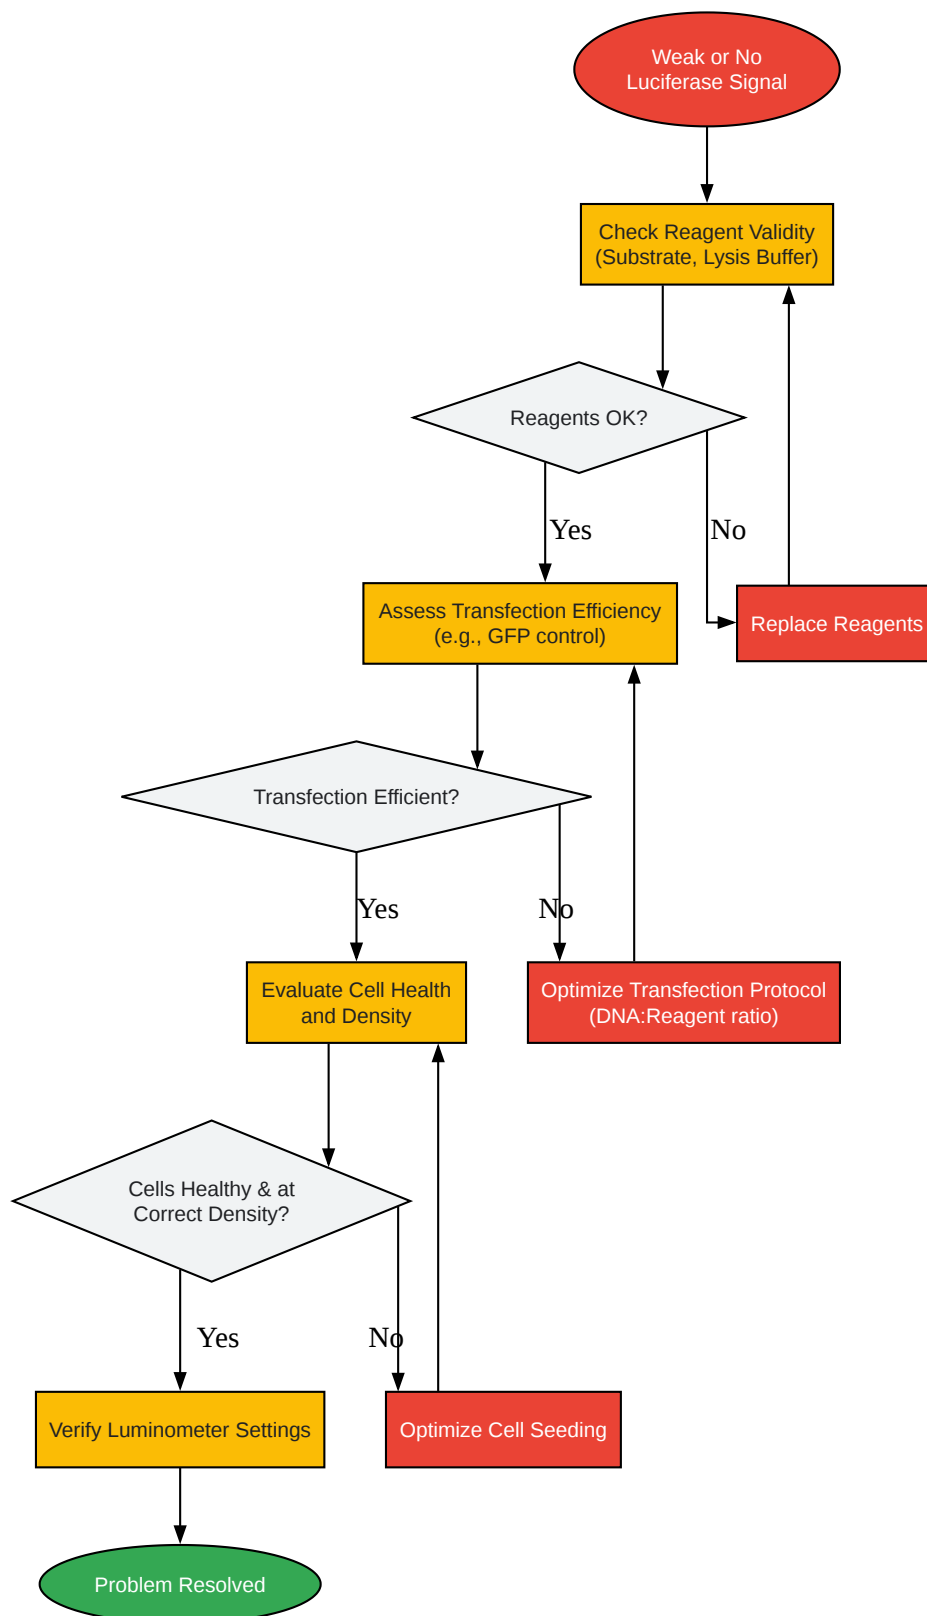 Weak or No
Luciferase Signal
Check Reagent Validity
(Substrate, Lysis Buffer)
Reagents OK?
Yes
No
Assess Transfection Efficiency
(e.g., GFP control)
Replace Reagents
Transfection Efficient?
Yes
No
Evaluate Cell Health
and Density
Optimize Transfection Protocol
(DNA:Reagent ratio)
Cells Healthy & at
Correct Density?
Yes
No
Verify Luminometer Settings
Optimize Cell Seeding
Problem Resolved